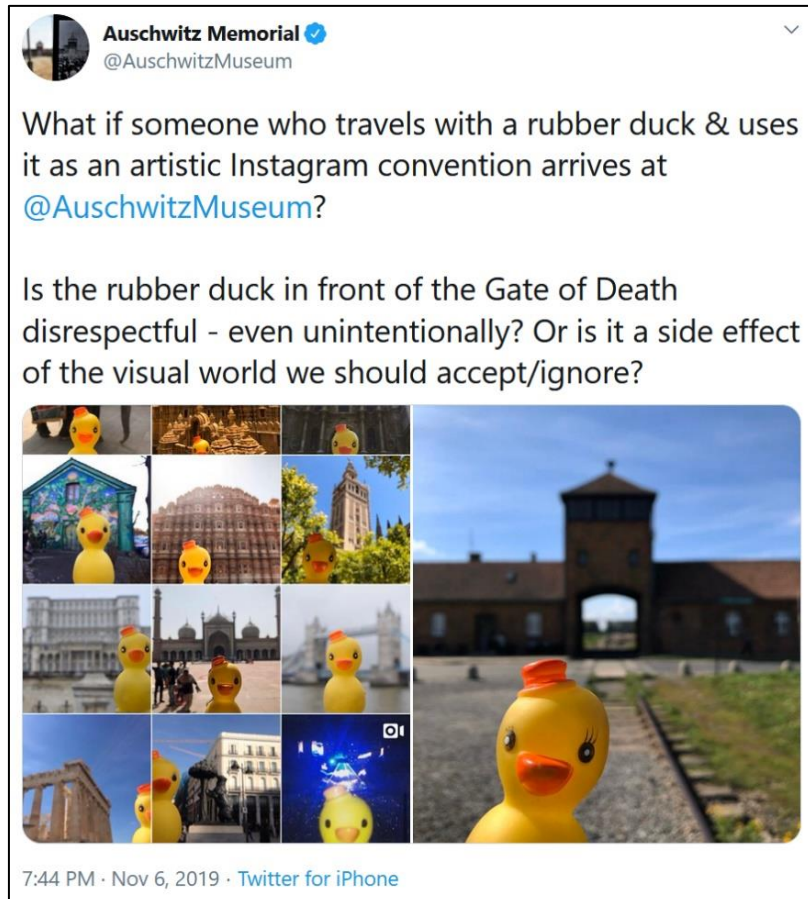 Auschwitz Memorial
@AuschwitzMuseum
What if someone who travels with a rubber duck & uses
it as an artistic Instagram convention arrives at
@AuschwitzMuseum?
Is the rubber duck in front of the Gate of Death
disrespectful - even unintentionally? Or is it a side effect
of the visual world we should accept/ignore?
7:44 PM · Nov 6, 2019 · Twitter for iPhone